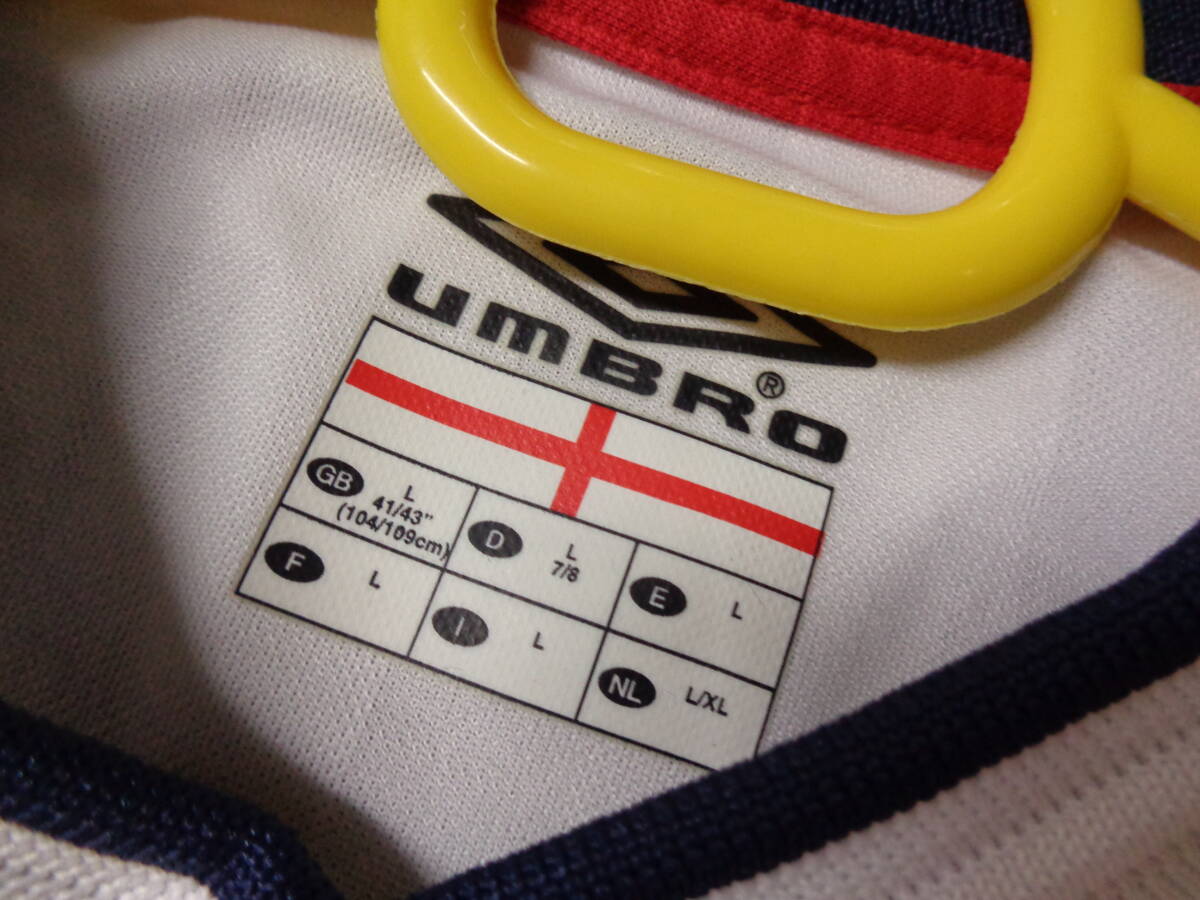 UMBRO®
GB L
41/43"
(104/109cm)
D L
7/8
E L
F L
I L
NL L/XL